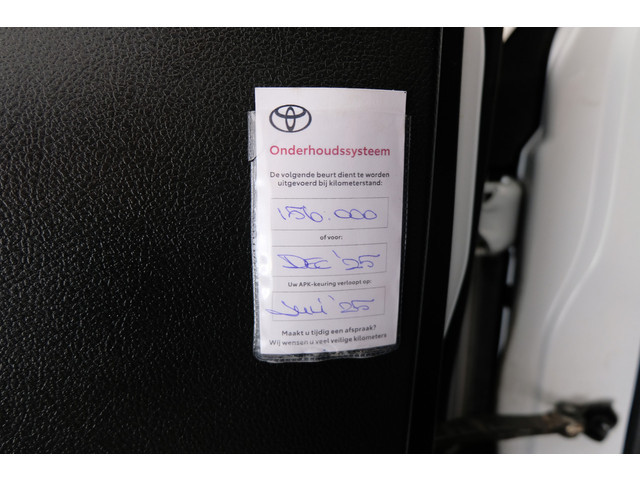 Onderhoudssysteem
De volgende beurt dient te worden
uitgevoerd bij kilometerstand:
156.000
of voor:
DEC '25
Uw APK-keuring verloopt op:
Juni '25
Maakt u tijdig een afspraak?
Wij wensen u veel veilige kilometers